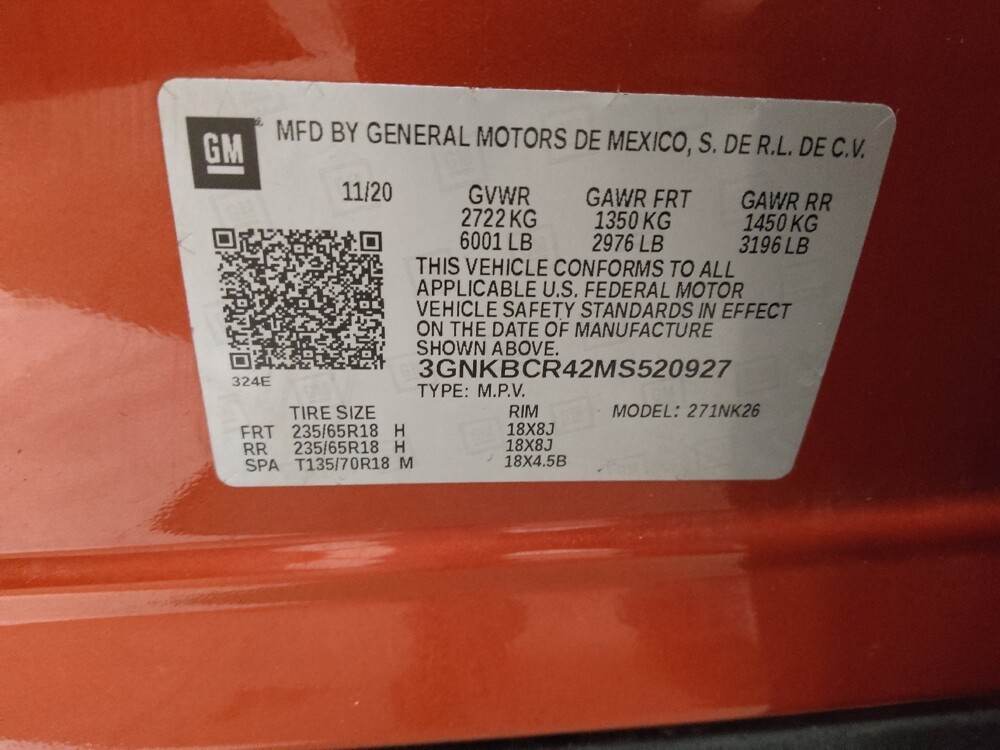 GM
MFD BY GENERAL MOTORS DE MEXICO, S. DE R.L. DE C.V.
11/20 GVWR GAWR FRT GAWR RR
2722 KG 1350 KG 1450 KG
6001 LB 2976 LB 3196 LB
THIS VEHICLE CONFORMS TO ALL
APPLICABLE U.S. FEDERAL MOTOR
VEHICLE SAFETY STANDARDS IN EFFECT
ON THE DATE OF MANUFACTURE
SHOWN ABOVE.
3GNKBCR42MS520927
324E
TYPE: M.P.V.
TIRE SIZE RIM MODEL: 271NK26
FRT 235/65R18 H 18X8J
RR 235/65R18 H 18X8J
SPA T135/70R18 M 18X4.5B